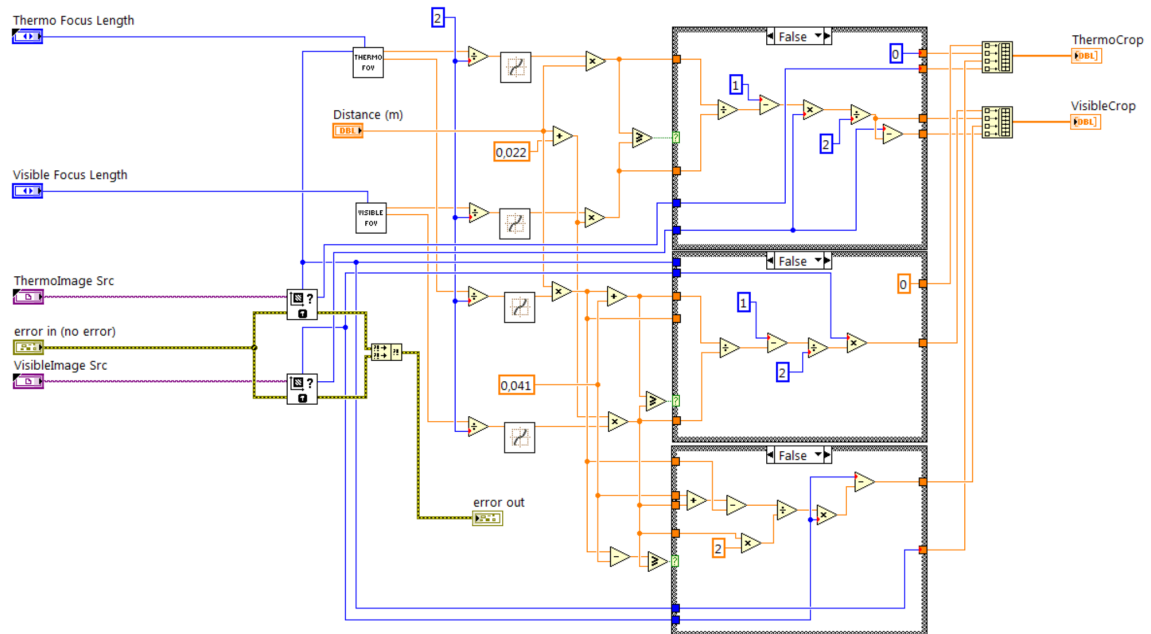 Thermo Focus Length
2
False
ThermoCrop
THERMO
FOV
0
DBL
1
VisibleCrop
Distance (m)
DBL
DBL
0,022
2
Visible Focus Length
VISIBLE
FOV
False
ThermoImage Src
0
?
1
error in (no error)
VisibleImage Src
2
?
0,041
False
error out
2